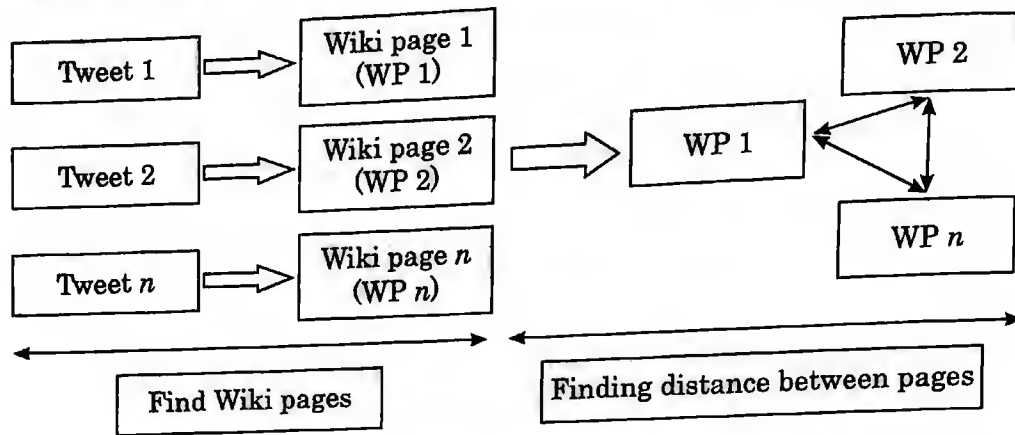 Tweet 1
Wiki page 1
(WP 1)
Tweet 2
Wiki page 2
(WP 2)
Tweet n
Wiki page n
(WP n)
WP 1
WP 2
WP n
Find Wiki pages
Finding distance between pages